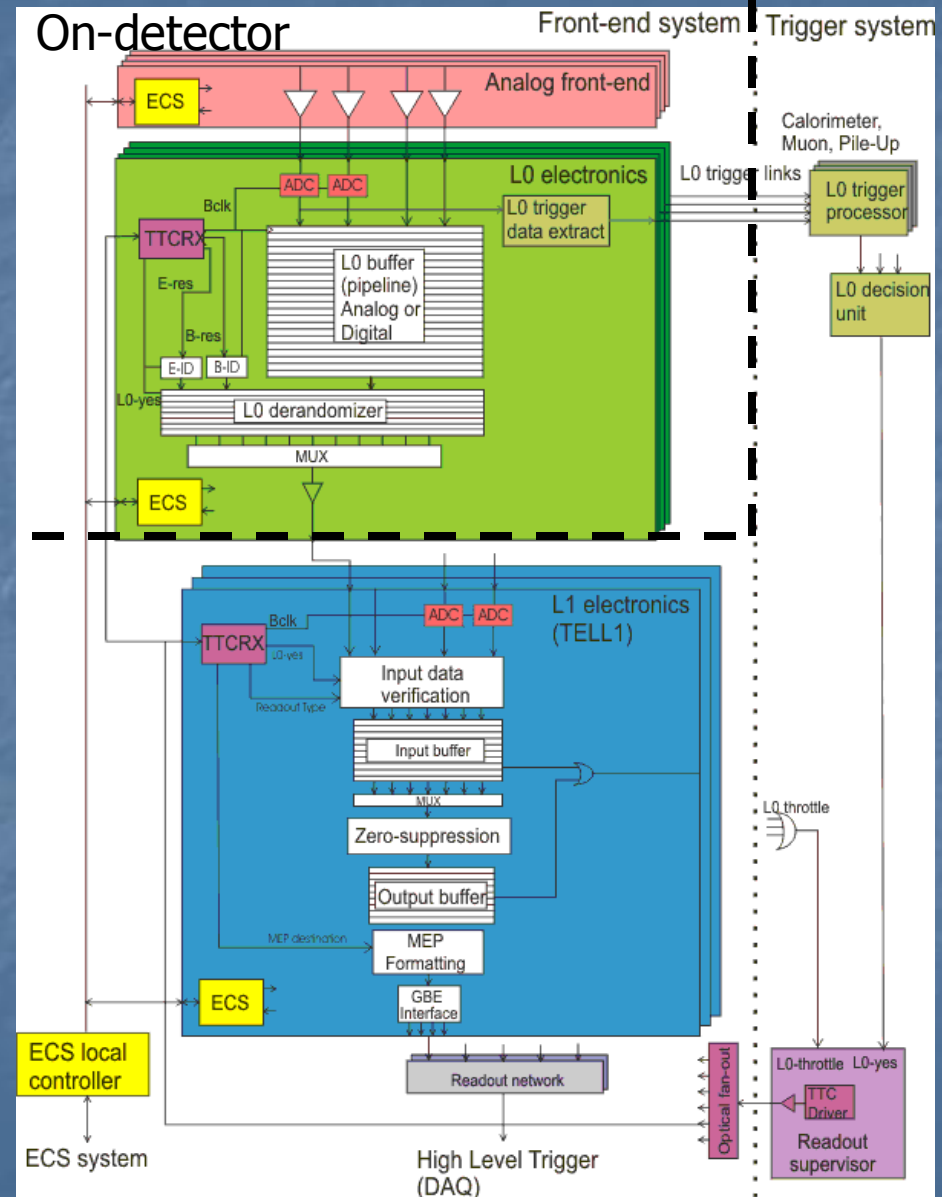 On-detector
Front-end system
Trigger system
Analog front-end
ECS
Calorimeter,
Muon, Pile-Up
L0 electronics
L0 trigger links
ADC
ADC
L0 trigger
data extract
L0 trigger
processor
Bclk
TTCRX
L0 buffer
(pipeline)
Analog or
Digital
E-res
B-res
L0 decision
unit
E-ID
B-ID
L0-yes
L0 derandomizer
MUX
ECS
L1 electronics
(TELL1)
ADC
ADC
Bclk
TTCRX
L0-yes
Input data
verification
Readout Type
Input buffer
MUX
L0 throttle
Zero-suppression
Output buffer
MEP destination
MEP
Formatting
ECS
GBE
Interface
ECS local
controller
Readout network
Optical fan-out
L0-throttle
L0-yes
TTC
Driver
Readout
supervisor
ECS system
High Level Trigger
(DAQ)